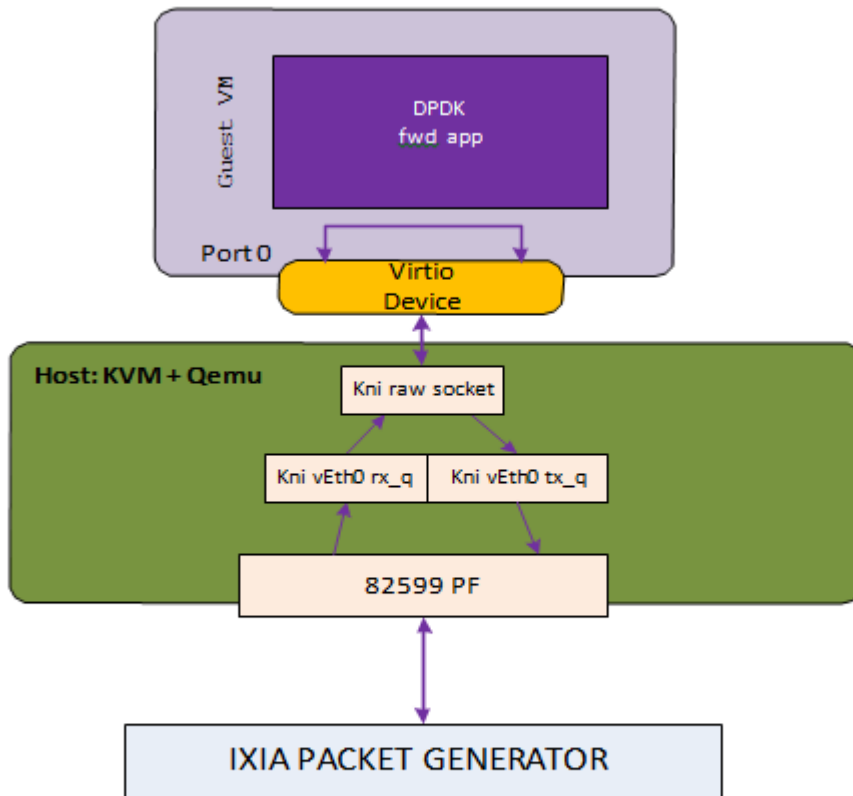 Guest VM
DPDK
fwd app
Port 0
Virtio
Device
Host: KVM + Qemu
Kni raw socket
Kni vEth0 rx_q
Kni vEth0 tx_q
82599 PF
IXIA PACKET GENERATOR